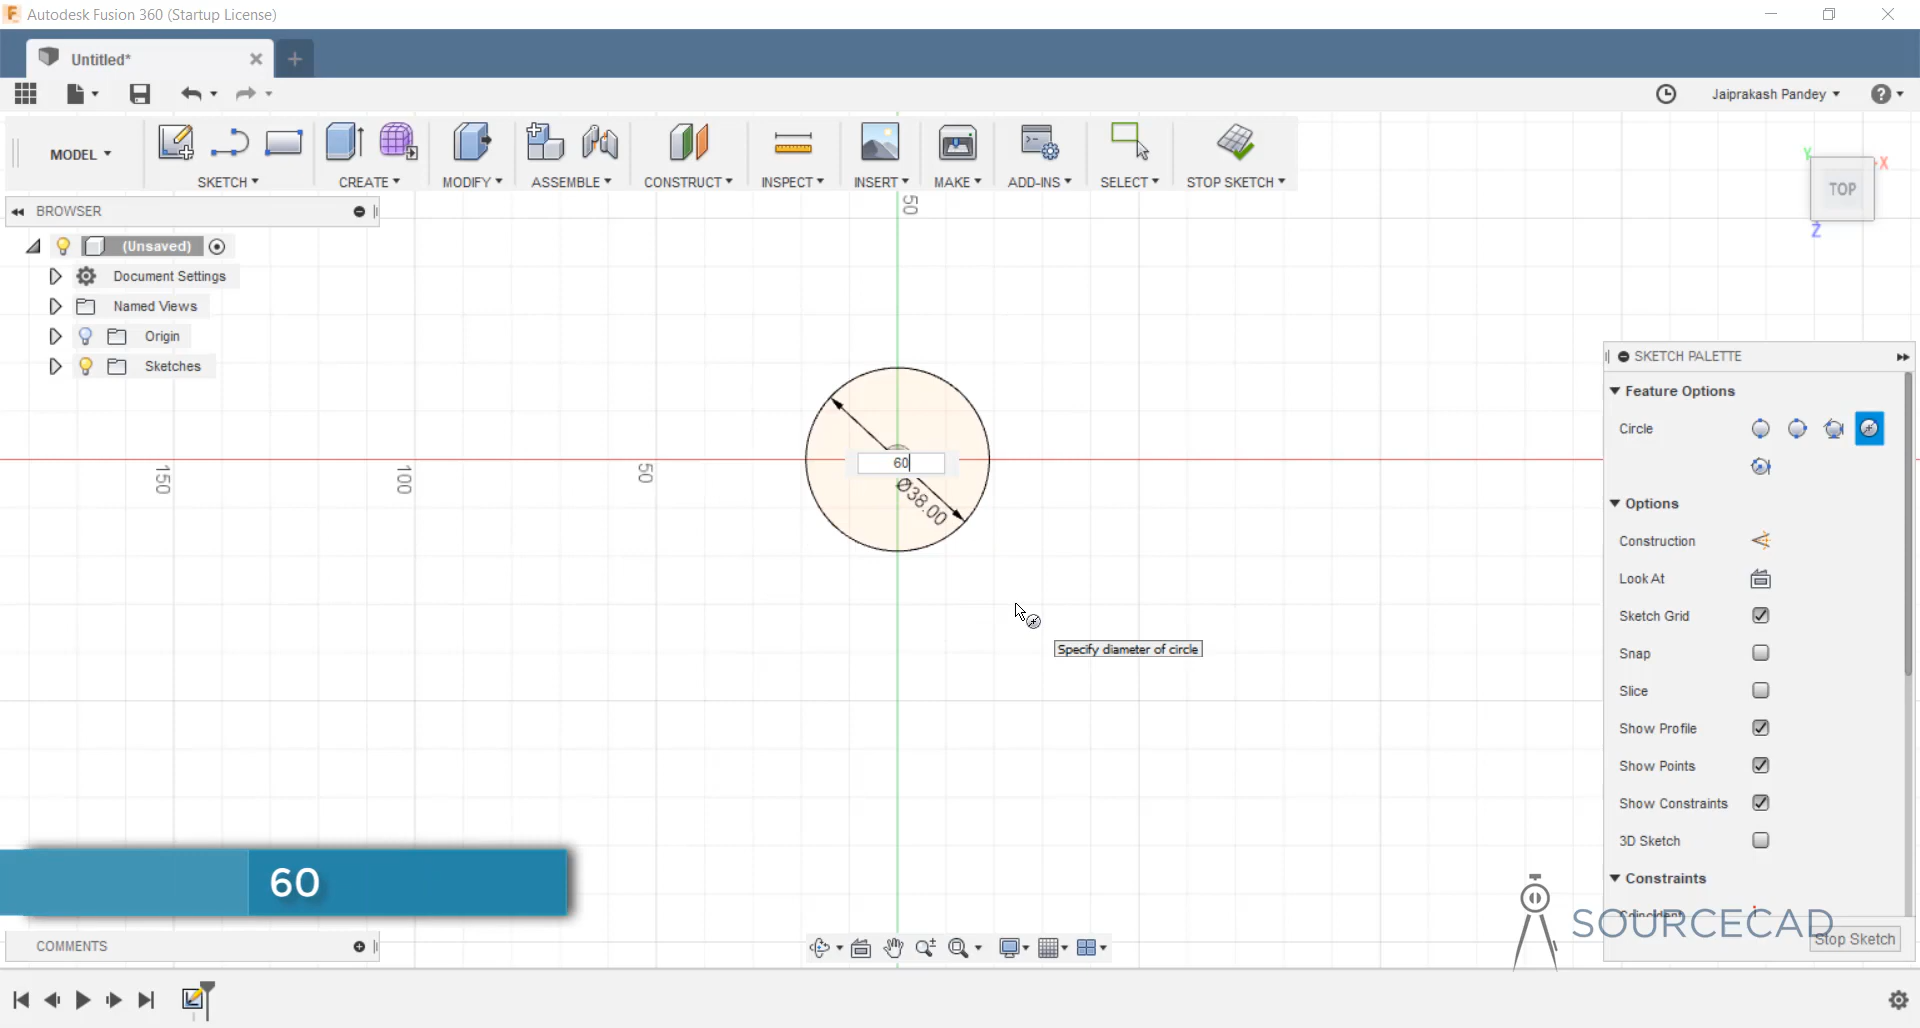 Autodesk Fusion 360 (Startup License)
Untitled*
Jaiprakash Pandey
MODEL
SKETCH
CREATE
MODIFY
ASSEMBLE
CONSTRUCT
INSPECT
INSERT
MAKE
ADD-INS
SELECT
STOP SKETCH
Y
X
TOP
Z
BROWSER
50
(Unsaved)
Document Settings
Named Views
Origin
Sketches
150
100
50
60
Ø38.00
Specify diameter of circle
SKETCH PALETTE
Feature Options
Circle
Options
Construction
Look At
Sketch Grid
Snap
Slice
Show Profile
Show Points
Show Constraints
3D Sketch
Constraints
Coincident
SOURCECAD
Stop Sketch
60
COMMENTS